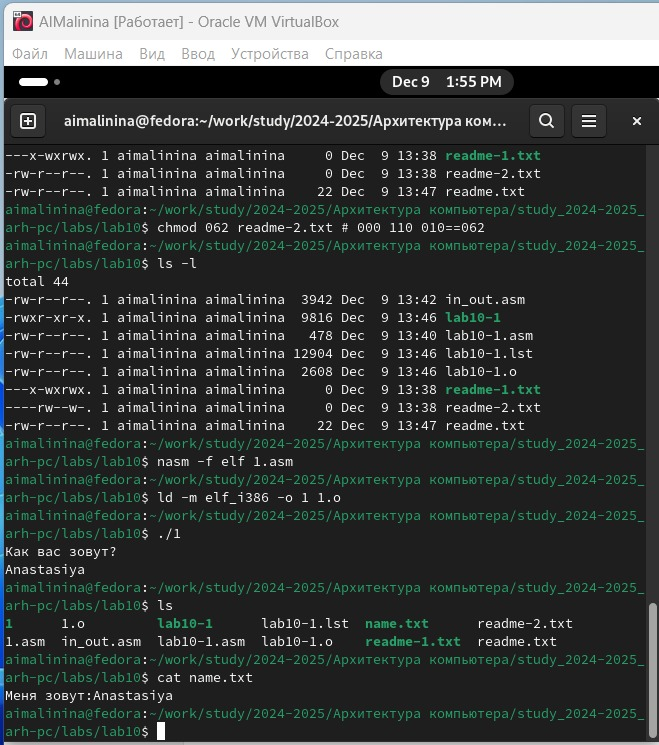 AIMalinina [Работает] - Oracle VM VirtualBox
Файл Машина Вид Ввод Устройства Справка
Dec 9 1:55 PM
aimalinina@fedora:~/work/study/2024-2025/Архитектура ком...
---x-wxrwx. 1 aimalinina aimalinina     0 Dec  9 13:38 readme-1.txt
-rw-r--r--. 1 aimalinina aimalinina     0 Dec  9 13:38 readme-2.txt
-rw-r--r--. 1 aimalinina aimalinina    22 Dec  9 13:47 readme.txt
aimalinina@fedora:~/work/study/2024-2025/Архитектура компьютера/study_2024-2025_
arh-pc/labs/lab10$ chmod 062 readme-2.txt # 000 110 010==062
aimalinina@fedora:~/work/study/2024-2025/Архитектура компьютера/study_2024-2025_
arh-pc/labs/lab10$ ls -l
total 44
-rw-r--r--. 1 aimalinina aimalinina  3942 Dec  9 13:42 in_out.asm
-rwxr-xr-x. 1 aimalinina aimalinina  9816 Dec  9 13:46 lab10-1
-rw-r--r--. 1 aimalinina aimalinina   478 Dec  9 13:40 lab10-1.asm
-rw-r--r--. 1 aimalinina aimalinina 12904 Dec  9 13:46 lab10-1.lst
-rw-r--r--. 1 aimalinina aimalinina  2608 Dec  9 13:46 lab10-1.o
---x-wxrwx. 1 aimalinina aimalinina     0 Dec  9 13:38 readme-1.txt
----rw--w-. 1 aimalinina aimalinina     0 Dec  9 13:38 readme-2.txt
-rw-r--r--. 1 aimalinina aimalinina    22 Dec  9 13:47 readme.txt
aimalinina@fedora:~/work/study/2024-2025/Архитектура компьютера/study_2024-2025_
arh-pc/labs/lab10$ nasm -f elf 1.asm
aimalinina@fedora:~/work/study/2024-2025/Архитектура компьютера/study_2024-2025_
arh-pc/labs/lab10$ ld -m elf_i386 -o 1 1.o
aimalinina@fedora:~/work/study/2024-2025/Архитектура компьютера/study_2024-2025_
arh-pc/labs/lab10$ ./1
Как вас зовут?
Anastasiya
aimalinina@fedora:~/work/study/2024-2025/Архитектура компьютера/study_2024-2025_
arh-pc/labs/lab10$ ls
1      1.o         lab10-1      lab10-1.lst  name.txt      readme-2.txt
1.asm  in_out.asm  lab10-1.asm  lab10-1.o    readme-1.txt  readme.txt
aimalinina@fedora:~/work/study/2024-2025/Архитектура компьютера/study_2024-2025_
arh-pc/labs/lab10$ cat name.txt
Меня зовут:Anastasiya
aimalinina@fedora:~/work/study/2024-2025/Архитектура компьютера/study_2024-2025_
arh-pc/labs/lab10$